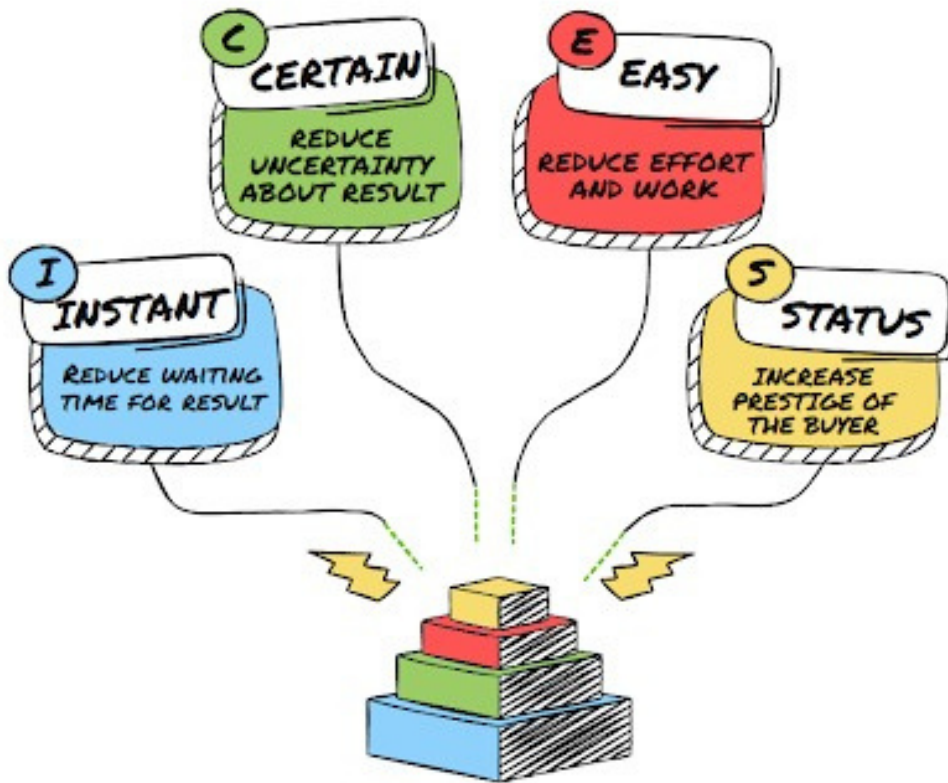 C
CERTAIN
REDUCE
UNCERTAINTY
ABOUT RESULT
E
EASY
REDUCE EFFORT
AND WORK
I
INSTANT
REDUCE WAITING
TIME FOR RESULT
S
STATUS
INCREASE
PRESTIGE OF
THE BUYER